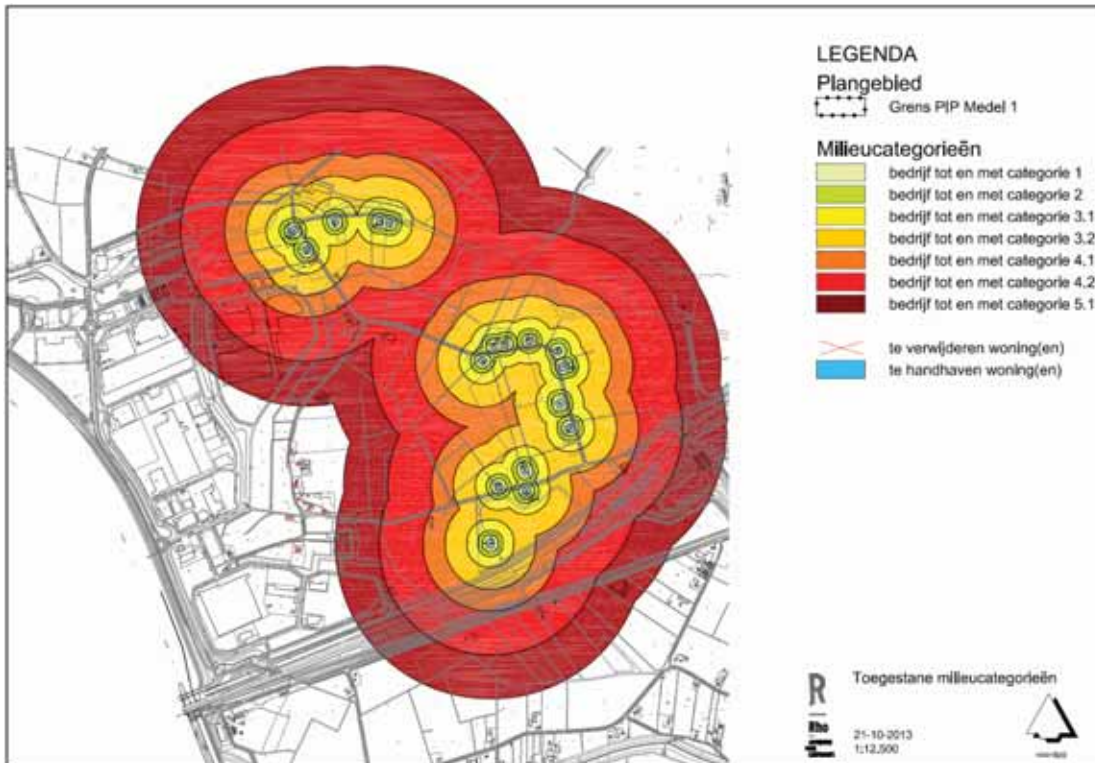 LEGENDA
Plangebied
Grens PIP Medel 1
Milieucategorieën
bedrijf tot en met categorie 1
bedrijf tot en met categorie 2
bedrijf tot en met categorie 3.1
bedrijf tot en met categorie 3.2
bedrijf tot en met categorie 4.1
bedrijf tot en met categorie 4.2
bedrijf tot en met categorie 5.1
te verwijderen woning(en)
te handhaven woning(en)
R
Rho
Toegestane milieucategorieën
21-10-2013
1:12,500